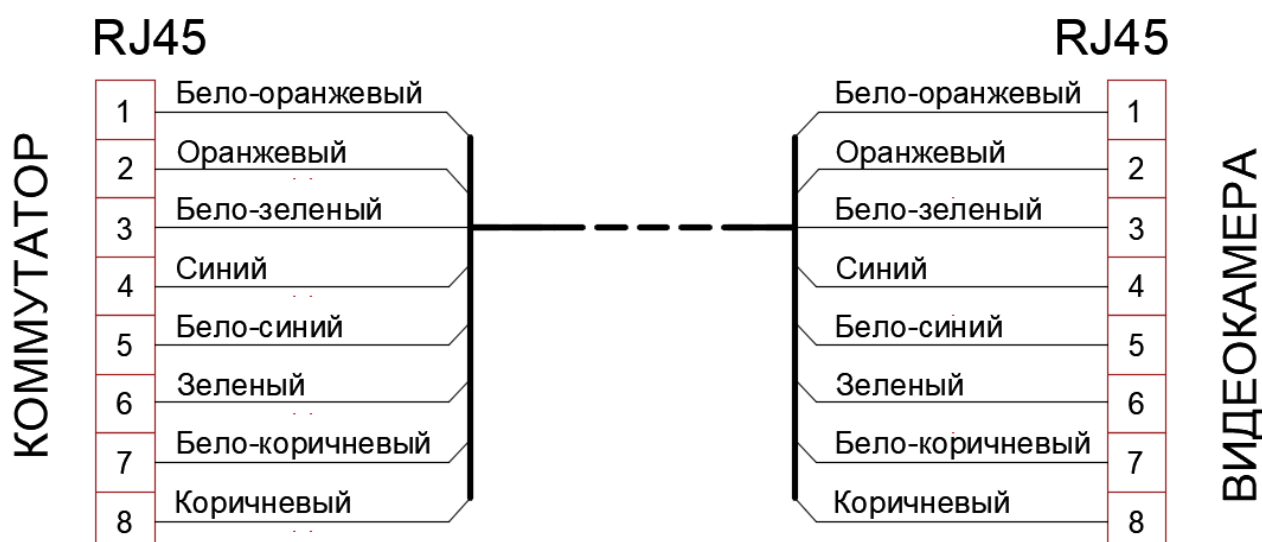 RJ45
RJ45
КОММУТАТОР
1
Бело-оранжевый
2
Оранжевый
3
Бело-зеленый
4
Синий
5
Бело-синий
6
Зеленый
7
Бело-коричневый
8
Коричневый
Бело-оранжевый
1
Оранжевый
2
Бело-зеленый
3
Синий
4
Бело-синий
5
Зеленый
6
Бело-коричневый
7
Коричневый
8
ВИДЕОКАМЕРА